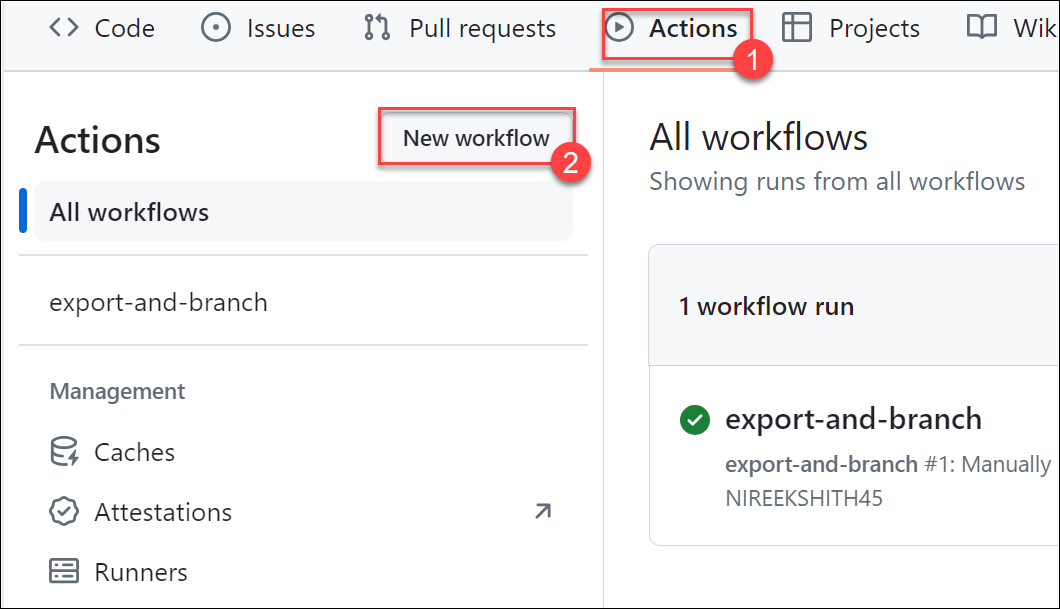 Code Issues Pull requests Actions Projects
1
Actions
New workflow
2
All workflows
export-and-branch
Management
Caches
Attestations
Runners
All workflows
Showing runs from all workflows
1 workflow run
export-and-branch
export-and-branch #1: Manually
NIREEKSHITH45